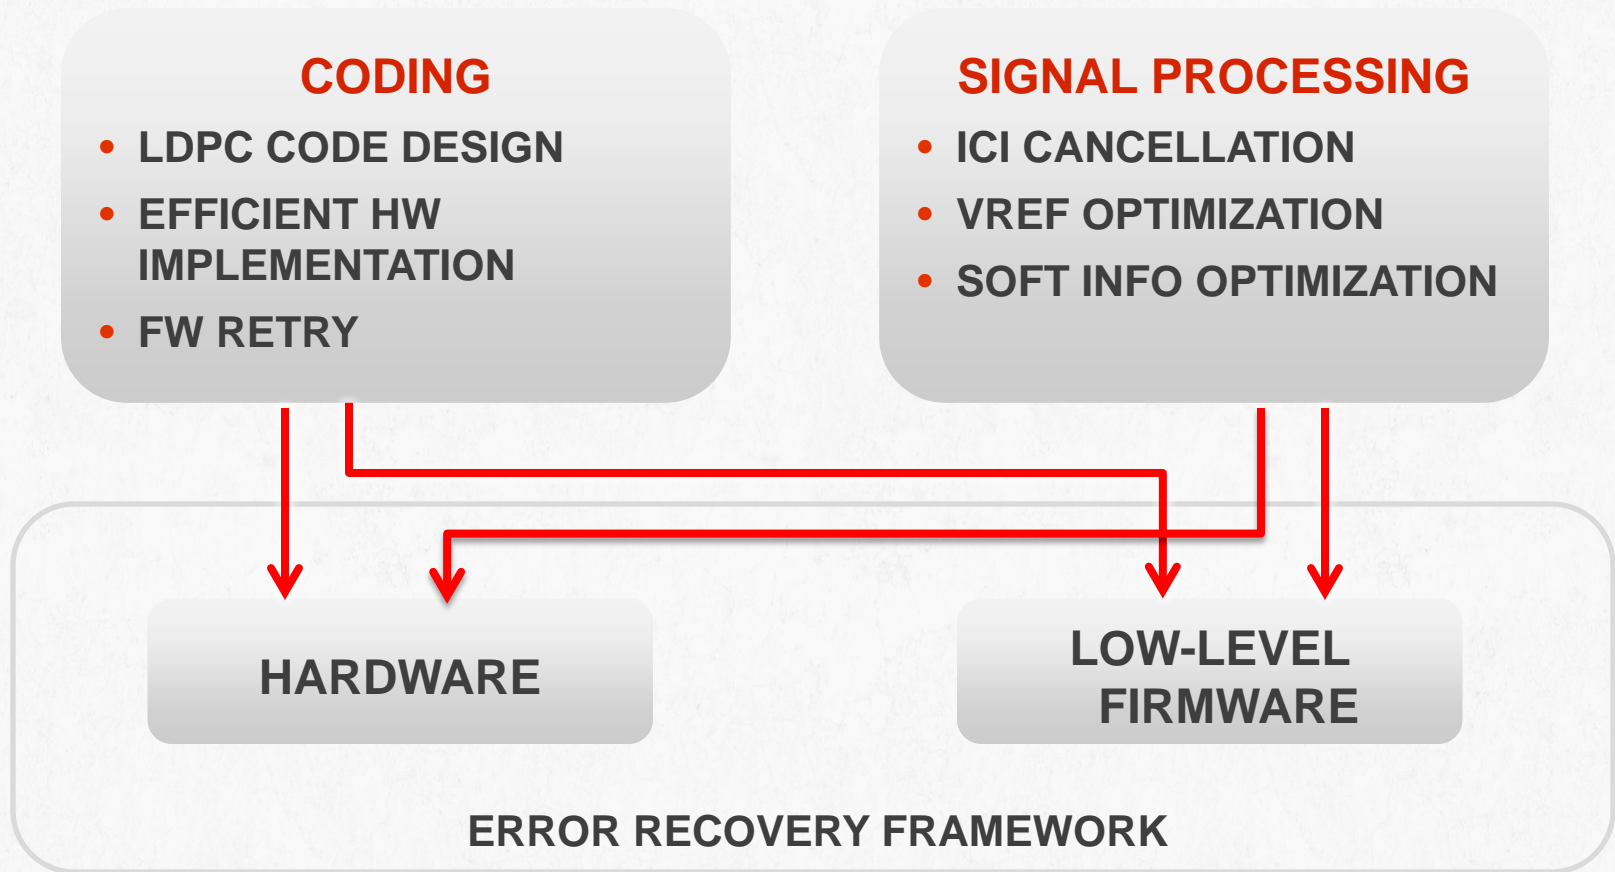 CODING
• LDPC CODE DESIGN
• EFFICIENT HW
IMPLEMENTATION
• FW RETRY
SIGNAL PROCESSING
• ICI CANCELLATION
• VREF OPTIMIZATION
• SOFT INFO OPTIMIZATION
HARDWARE
LOW-LEVEL
FIRMWARE
ERROR RECOVERY FRAMEWORK